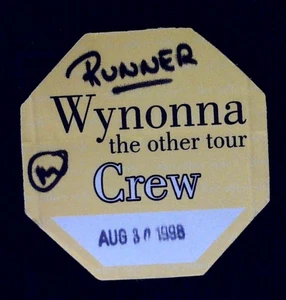 RUNNER
Wynonna
the other tour
M
Crew
AUG 30 1998